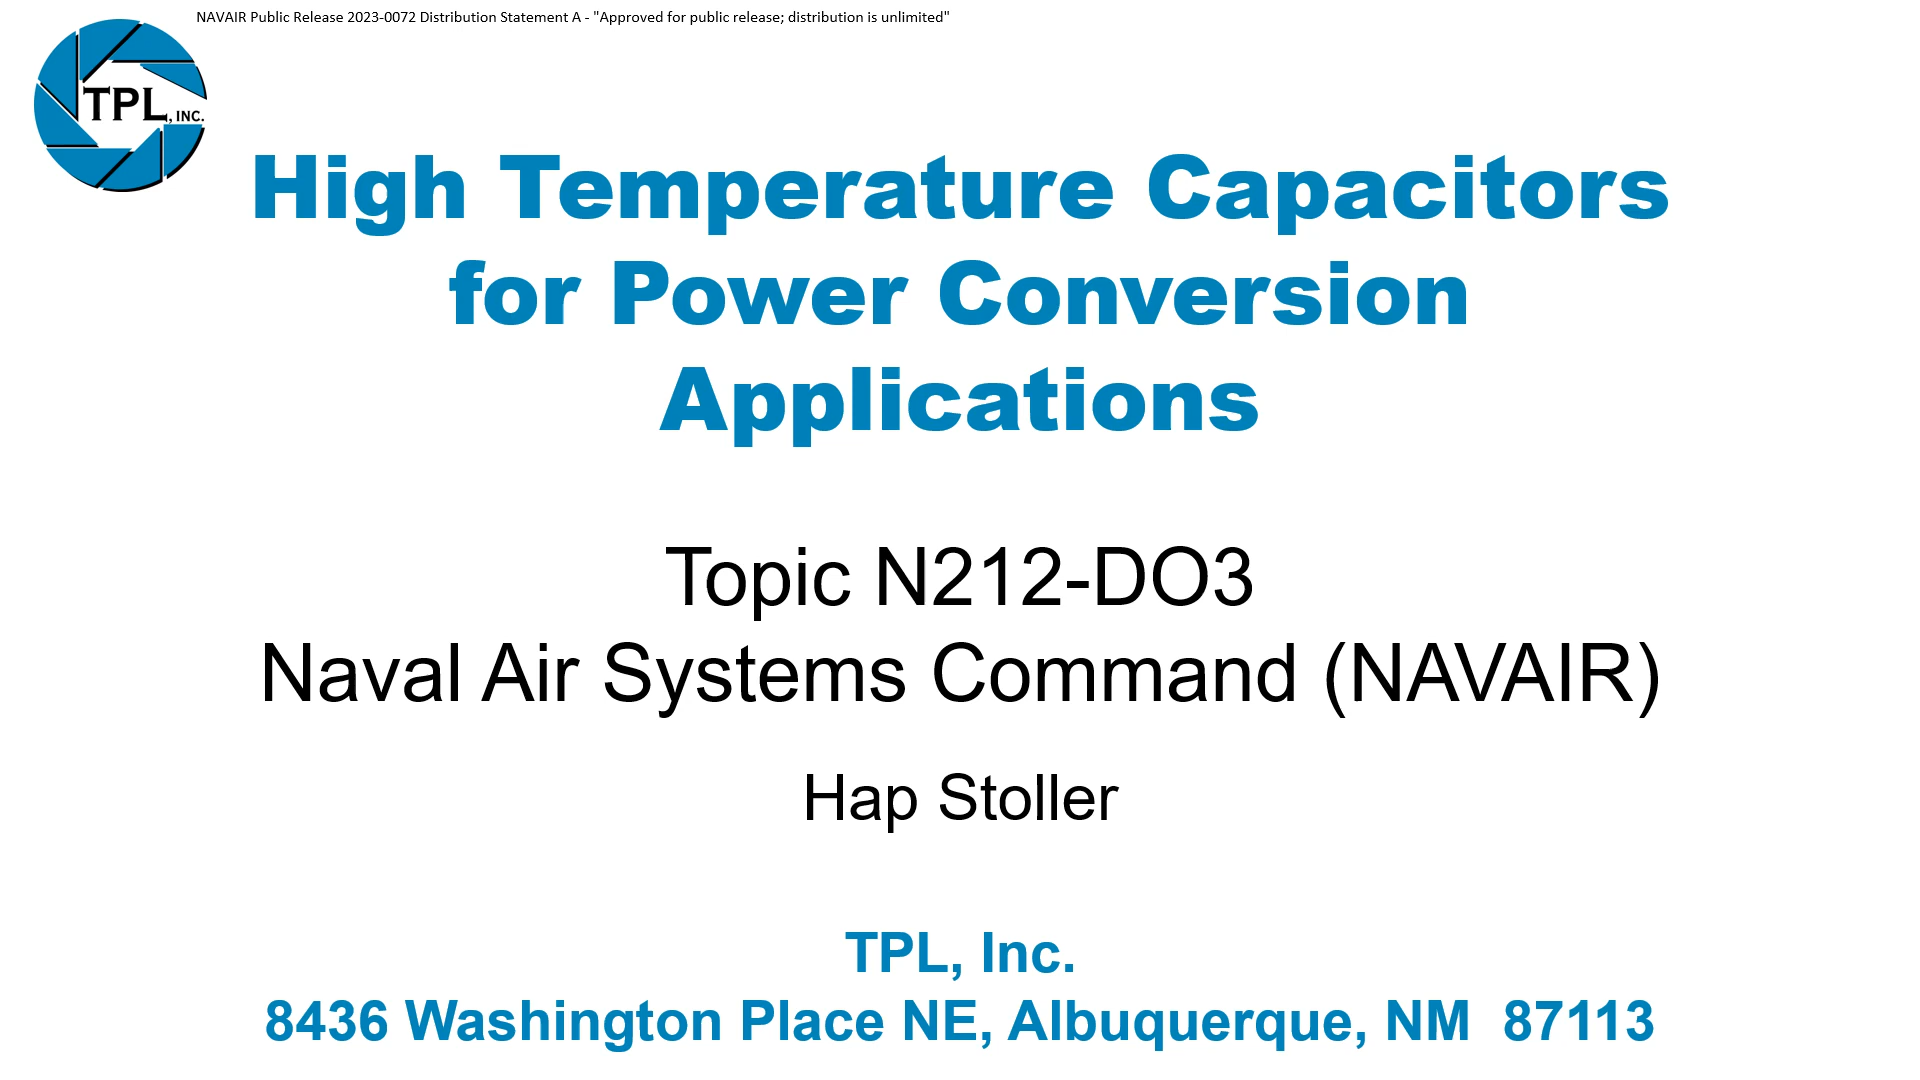 NAVAIR Public Release 2023-0072 Distribution Statement A - "Approved for public release; distribution is unlimited"
TPL, INC.
High Temperature Capacitors
for Power Conversion
Applications
Topic N212-DO3
Naval Air Systems Command (NAVAIR)
Hap Stoller
TPL, Inc.
8436 Washington Place NE, Albuquerque, NM 87113